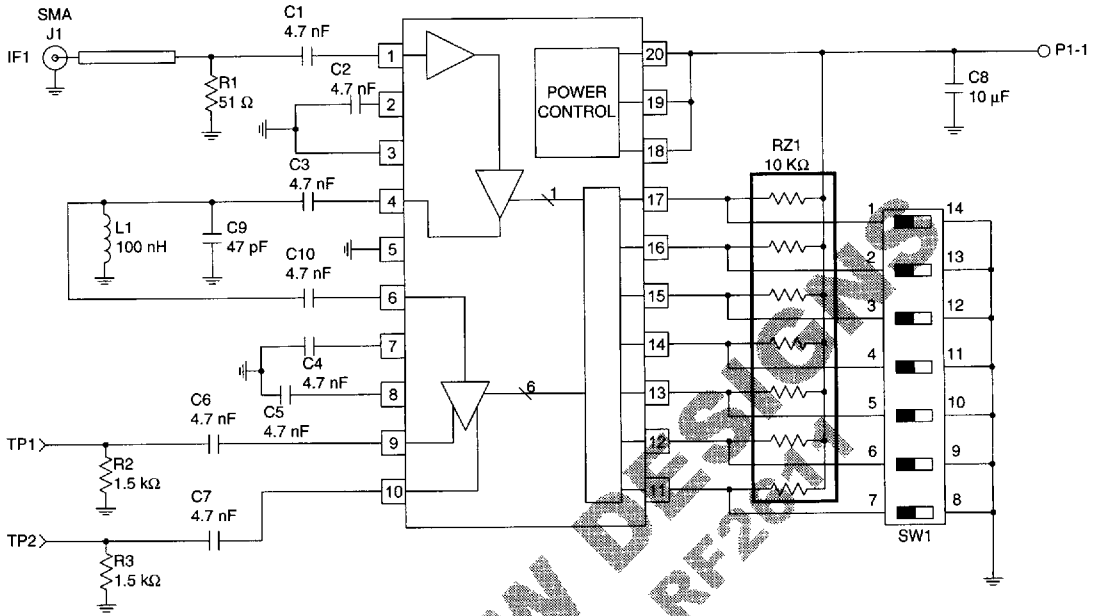 SMA
J1
IF1
R1
51 Ω
C1
4.7 nF
C2
4.7 nF
C3
4.7 nF
L1
100 nH
C9
47 pF
C10
4.7 nF
C4
4.7 nF
C5
4.7 nF
C6
4.7 nF
TP1
R2
1.5 kΩ
C7
4.7 nF
TP2
R3
1.5 kΩ
1
2
3
4
5
6
7
8
9
10
POWER
CONTROL
1
6
20
19
18
17
16
15
14
13
12
11
P1-1
C8
10 µF
RZ1
10 KΩ
1
2
3
4
5
6
7
14
13
12
11
10
9
8
SW1
DESIGNS